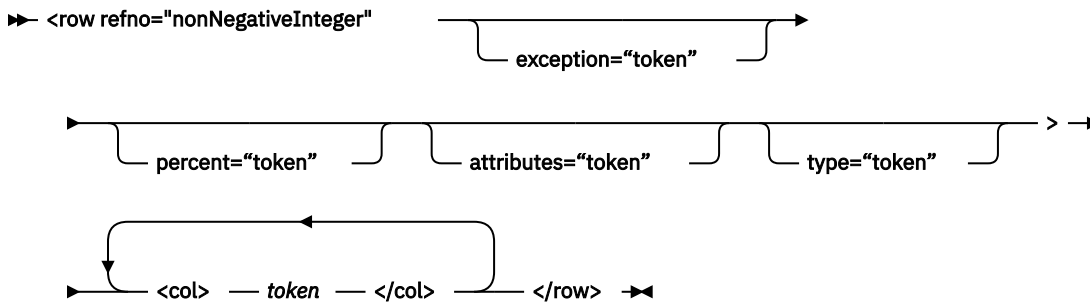 <row refno="nonNegativeInteger"
exception=“token”
percent=“token” attributes=“token” type=“token” >
<col> token </col> </row>